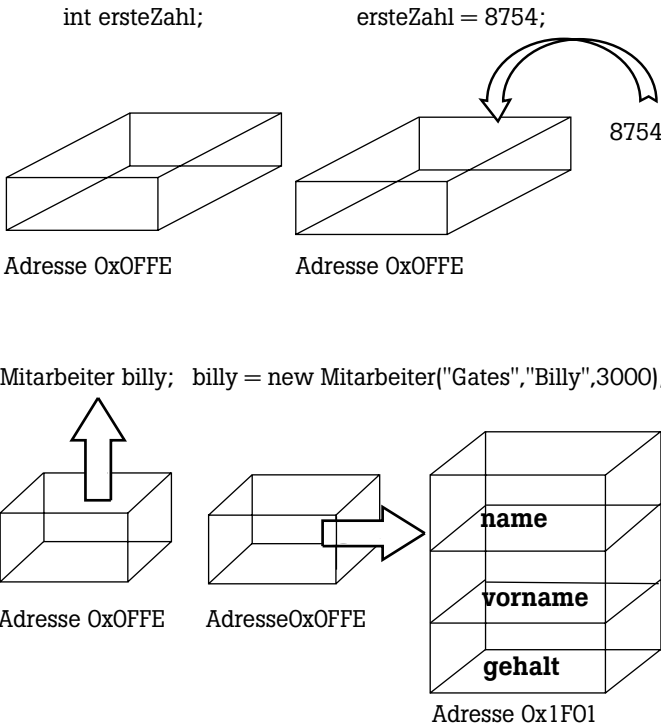 int ersteZahl;
ersteZahl = 8754;
8754
Adresse 0x0FFE
Adresse 0x0FFE
Mitarbeiter billy;
billy = new Mitarbeiter("Gates","Billy",3000);
name
vorname
gehalt
Adresse 0x0FFE
Adresse0x0FFE
Adresse 0x1F01